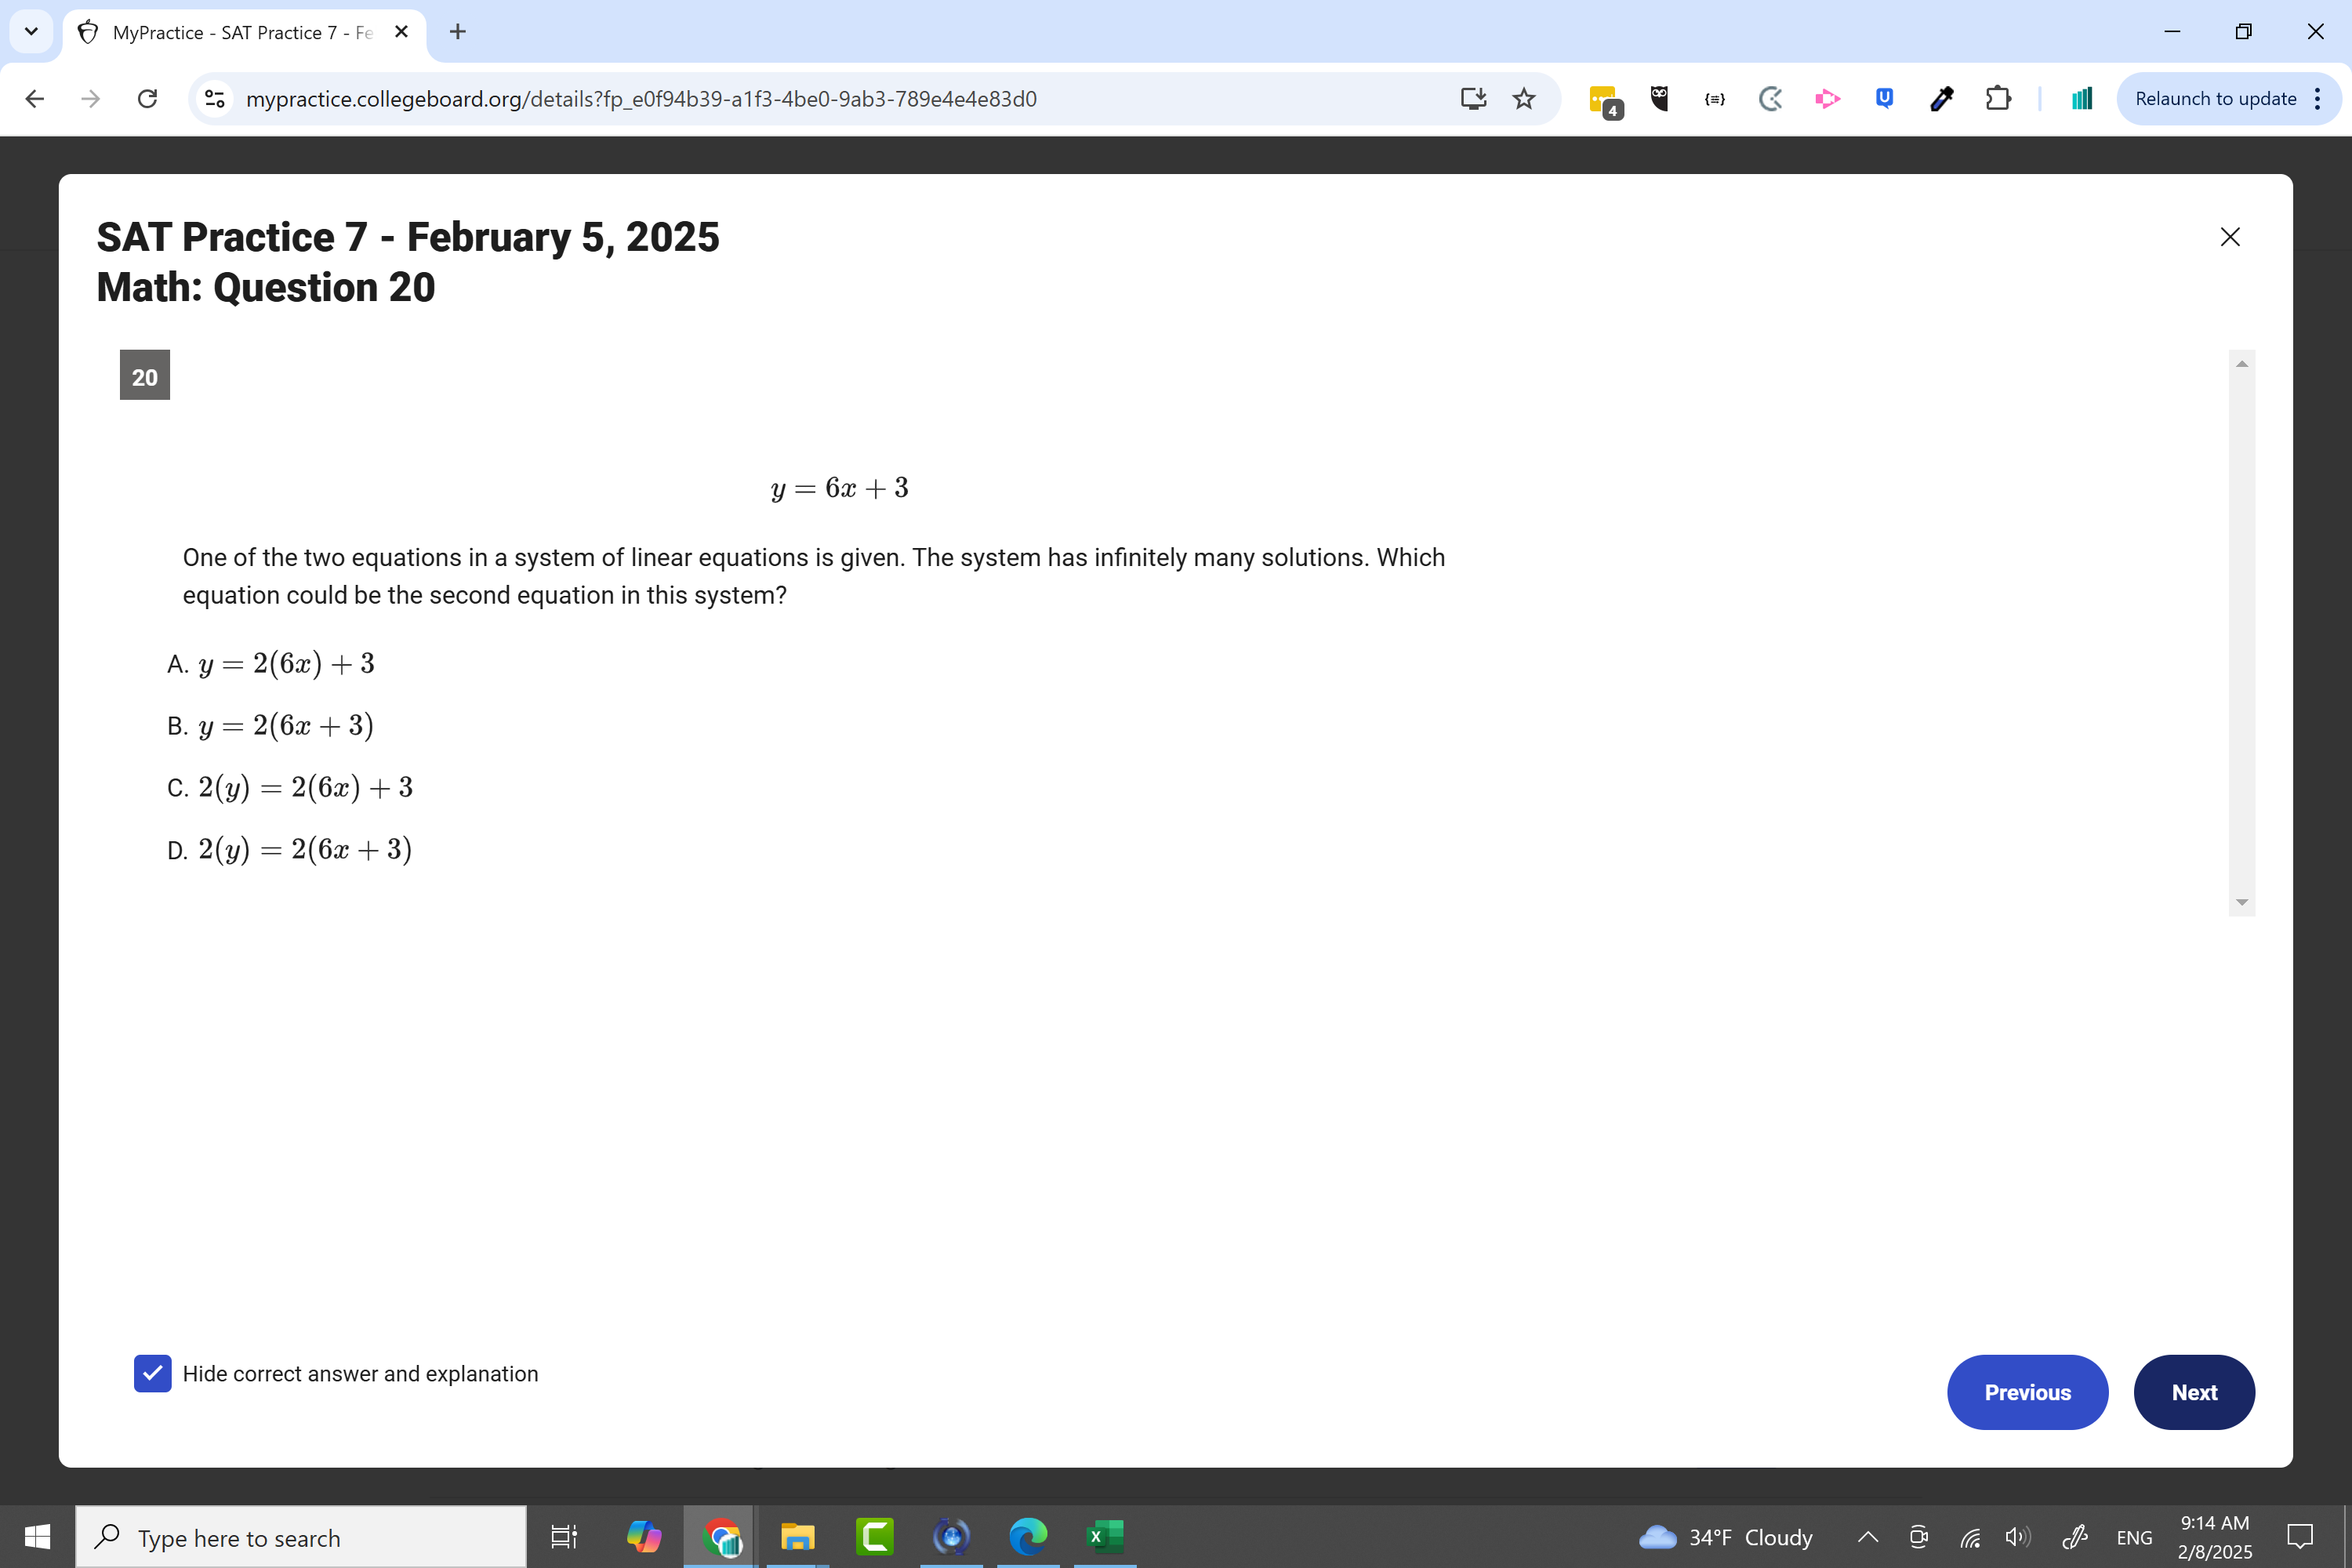 MyPractice - SAT Practice 7 - Fe
mypractice.collegeboard.org/details?fp_e0f94b39-a1f3-4be0-9ab3-789e4e4e83d0
4
Relaunch to update
SAT Practice 7 - February 5, 2025
Math: Question 20
20
y = 6x + 3
One of the two equations in a system of linear equations is given. The system has infinitely many solutions. Which
equation could be the second equation in this system?
A. y = 2(6x) + 3
B. y = 2(6x + 3)
C. 2(y) = 2(6x) + 3
D. 2(y) = 2(6x + 3)
Hide correct answer and explanation
Previous
Next
Type here to search
34°F Cloudy
ENG
9:14 AM
2/8/2025